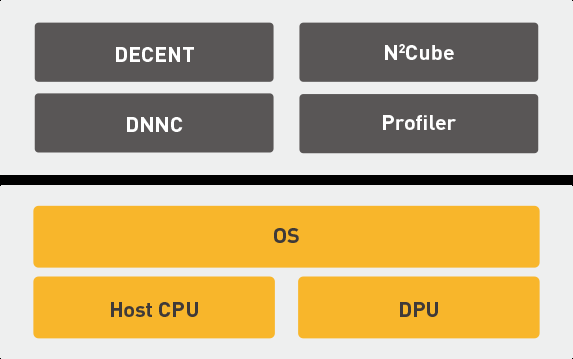 DECENT
N²Cube
DNNC
Profiler
OS
Host CPU
DPU